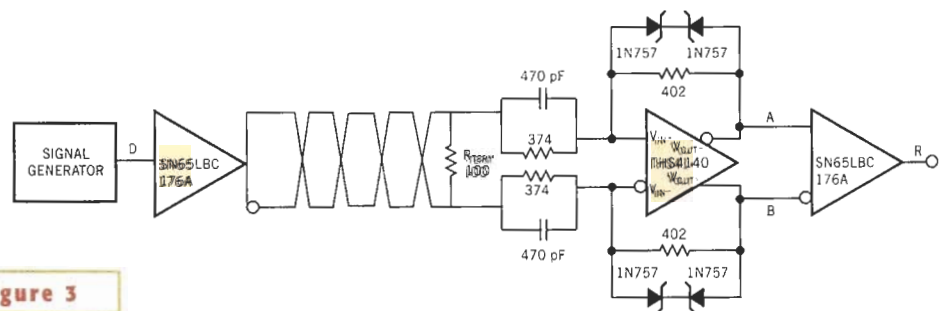 1N757
1N757
402
470 pF
374
SIGNAL
GENERATOR
D
SN65LBC
176A
100
374
470 pF
V
THS4140
A
SN65LBC
176A
R
B
402
1N757
1N757
gure 3